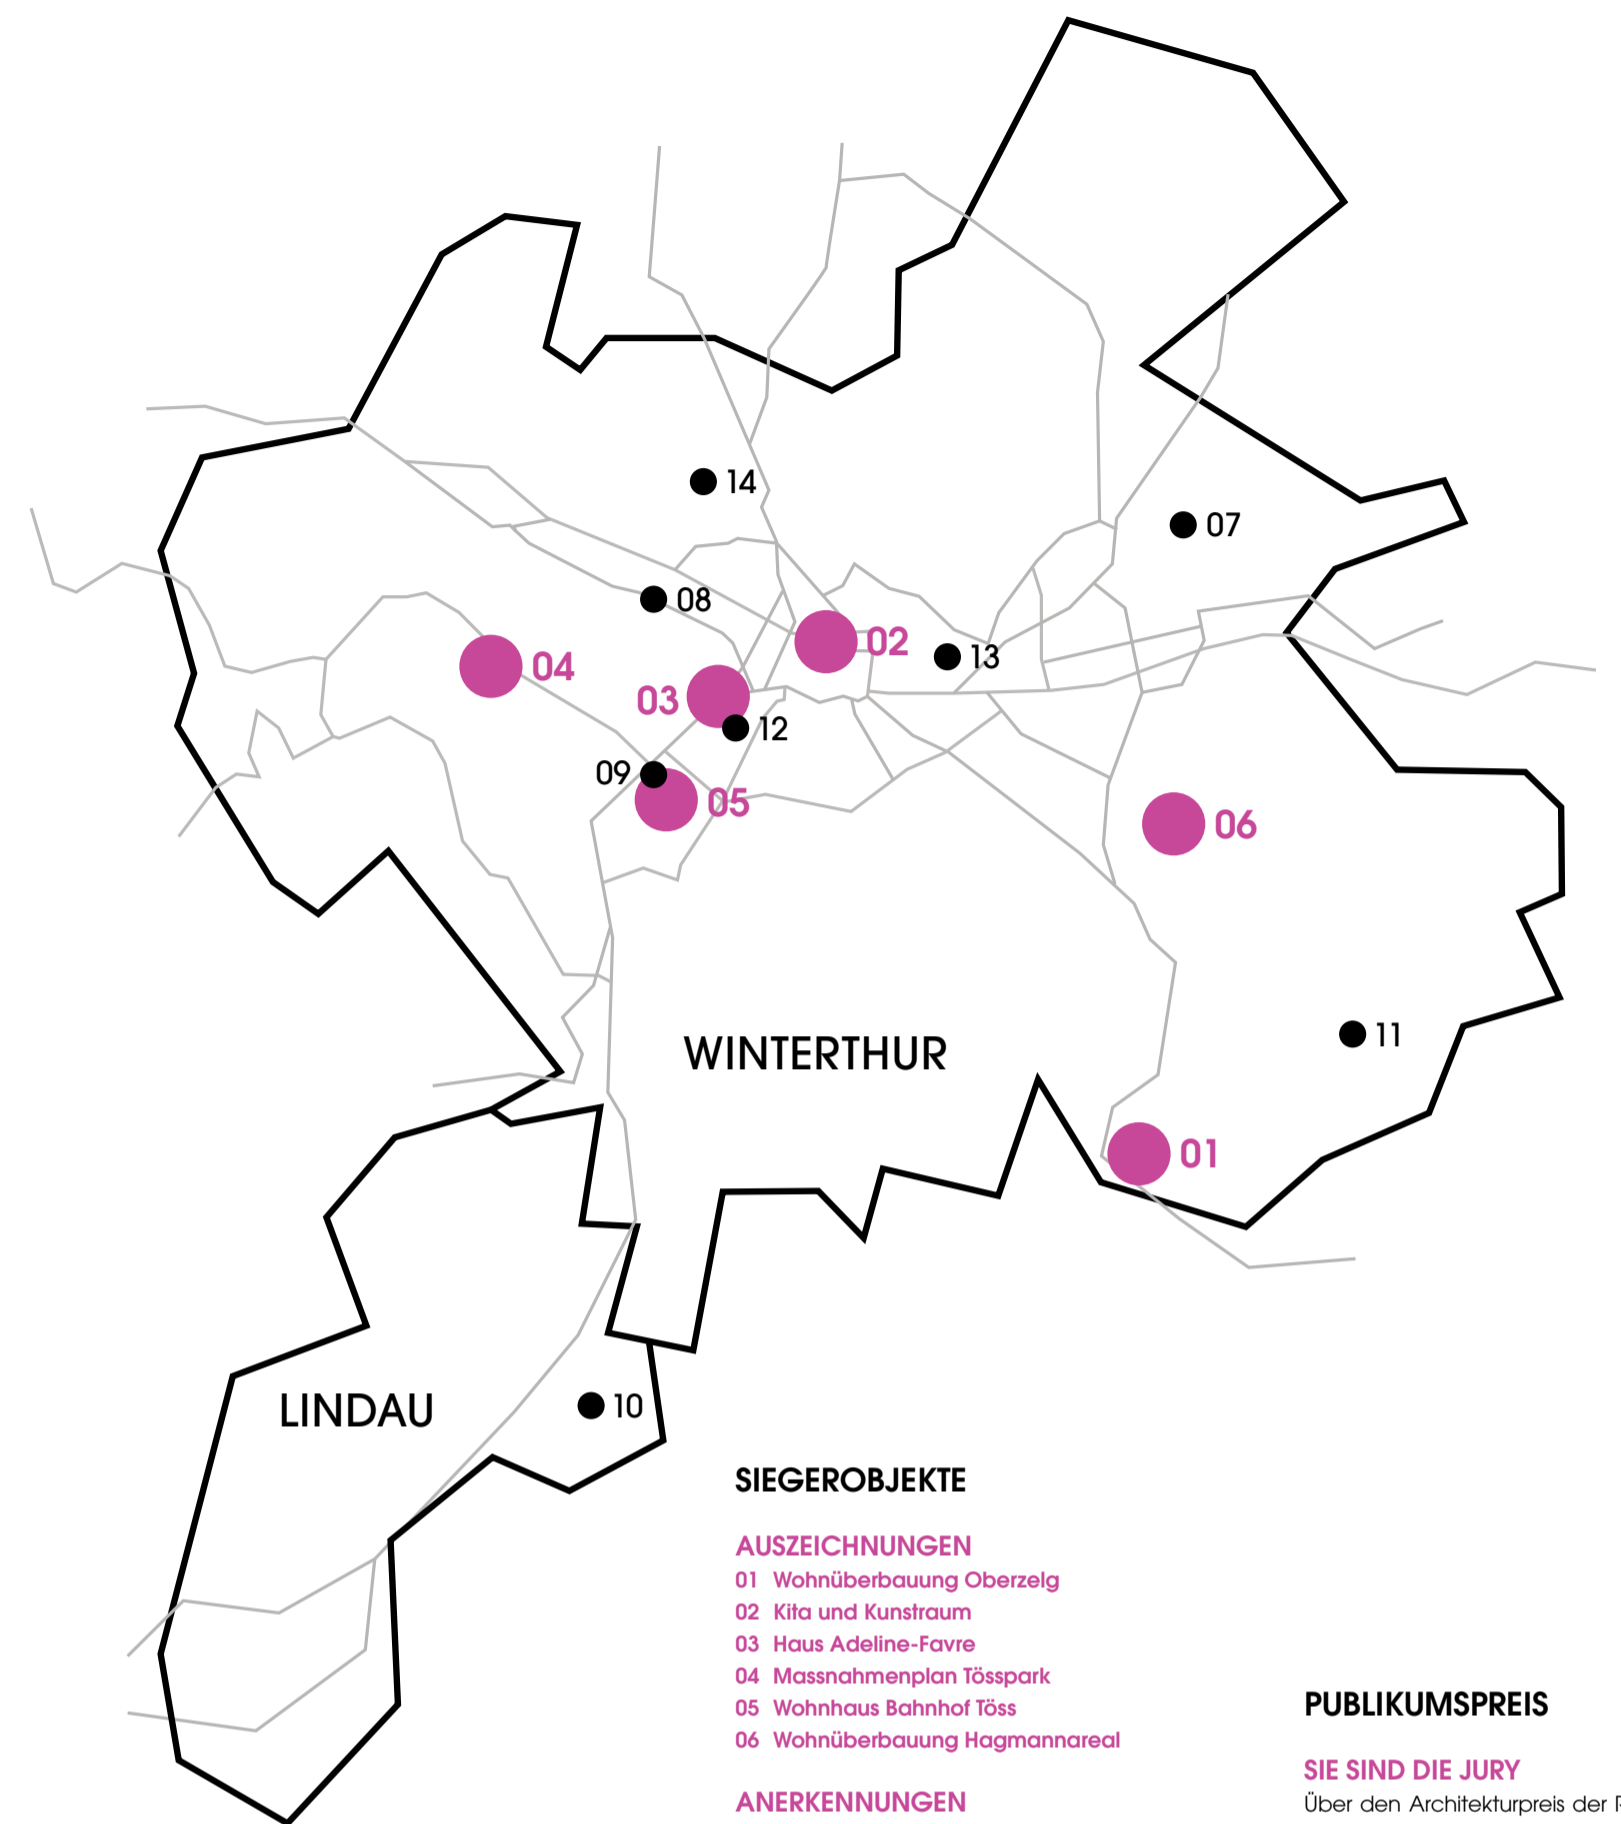 14
07
08
02
13
04
03
12
09
05
06
WINTERTHUR
11
01
LINDAU
10
SIEGEROBJEKTE
AUSZEICHNUNGEN
01 Wohnüberbauung Oberzelg
02 Kita und Kunstraum
03 Haus Adeline-Favre
04 Massnahmenplan Tösspark
05 Wohnhaus Bahnhof Töss
06 Wohnüberbauung Hagmannareal
ANERKENNUNGEN
PUBLIKUMSPREIS
SIE SIND DIE JURY
Über den Architekturpreis der